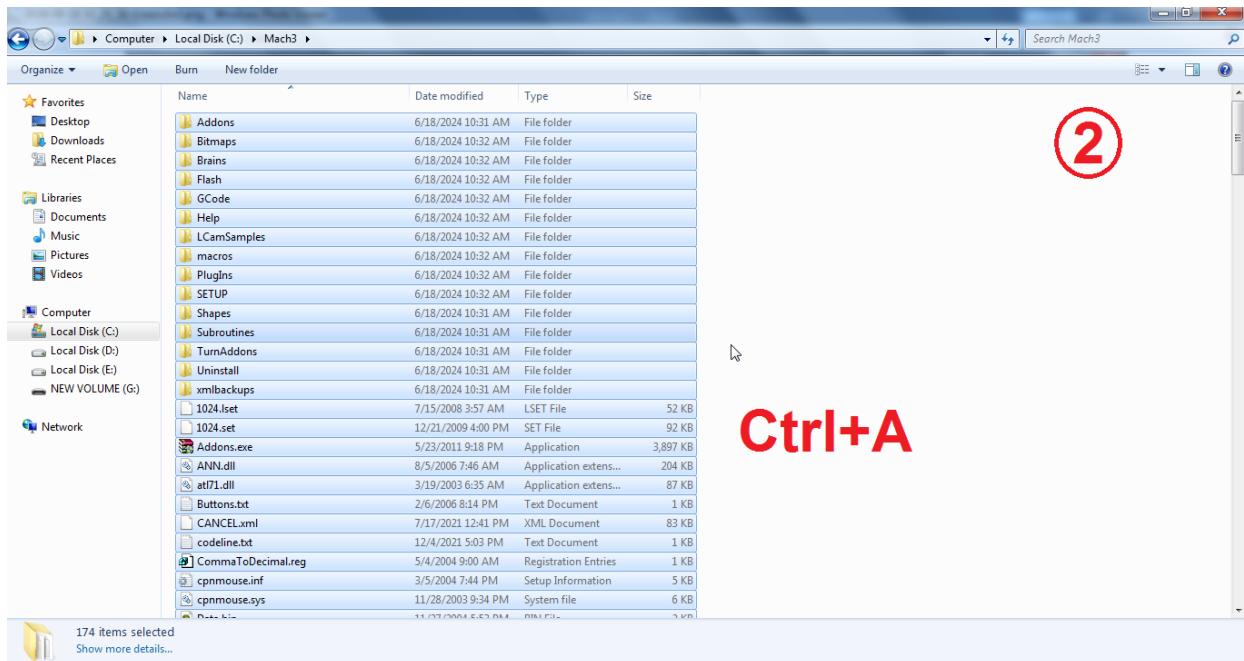 Computer ▸ Local Disk (C:) ▸ Mach3 ▸
Search Mach3
Organize Open Burn New folder
Favorites
Desktop
Downloads
Recent Places
Libraries
Documents
Music
Pictures
Videos
Computer
Local Disk (C:)
Local Disk (D:)
Local Disk (E:)
NEW VOLUME (G:)
Network
Name Date modified Type Size
Addons 6/18/2024 10:31 AM File folder
Bitmaps 6/18/2024 10:32 AM File folder
Brains 6/18/2024 10:32 AM File folder
Flash 6/18/2024 10:32 AM File folder
GCode 6/18/2024 10:32 AM File folder
Help 6/18/2024 10:32 AM File folder
LCamSamples 6/18/2024 10:32 AM File folder
macros 6/18/2024 10:32 AM File folder
PlugIns 6/18/2024 10:32 AM File folder
SETUP 6/18/2024 10:32 AM File folder
Shapes 6/18/2024 10:31 AM File folder
Subroutines 6/18/2024 10:31 AM File folder
TurnAddons 6/18/2024 10:31 AM File folder
Uninstall 6/18/2024 10:31 AM File folder
xmlbackups 6/18/2024 10:31 AM File folder
1024.lset 7/15/2008 3:57 AM LSET File 52 KB
1024.set 12/21/2009 4:00 PM SET File 92 KB
Addons.exe 5/23/2011 9:18 PM Application 3,897 KB
ANN.dll 8/5/2006 7:46 AM Application extens... 204 KB
atl71.dll 3/19/2003 6:35 AM Application extens... 87 KB
Buttons.txt 2/6/2006 8:14 PM Text Document 1 KB
CANCEL.xml 7/17/2021 12:41 PM XML Document 83 KB
codeline.txt 12/4/2021 5:03 PM Text Document 1 KB
CommaToDecimal.reg 5/4/2004 9:00 AM Registration Entries 1 KB
cpnmouse.inf 3/5/2004 7:44 PM Setup Information 5 KB
cpnmouse.sys 11/28/2003 9:34 PM System file 6 KB
2
Ctrl+A
174 items selected
Show more details...